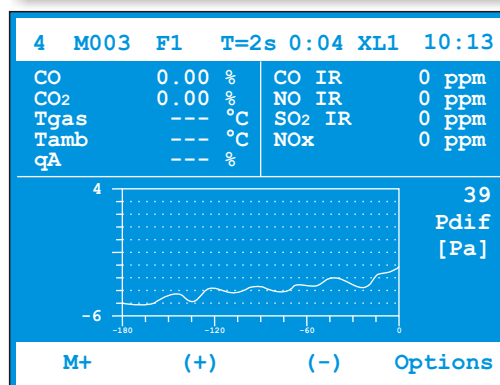 4 M003 F1 T=2s 0:04 XL1 10:13
CO 0.00 %
CO2 0.00 %
Tgas --- °C
Tamb --- °C
qA --- %
CO IR 0 ppm
NO IR 0 ppm
SO2 IR 0 ppm
NOx 0 ppm
4
-6
-180 -120 -60 0
39
Pdif
[Pa]
M+ (+) (-) Options